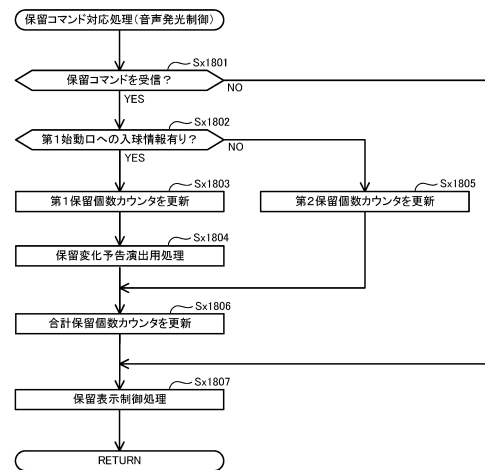 保留コマンド対応処理(音声発光制御)
Sx1801
保留コマンドを受信?
NO
YES
Sx1802
第1始動口への入球情報有り?
NO
YES
Sx1803
第1保留個数カウンタを更新
Sx1805
第2保留個数カウンタを更新
Sx1804
保留変化予告演出用処理
Sx1806
合計保留個数カウンタを更新
Sx1807
保留表示制御処理
RETURN